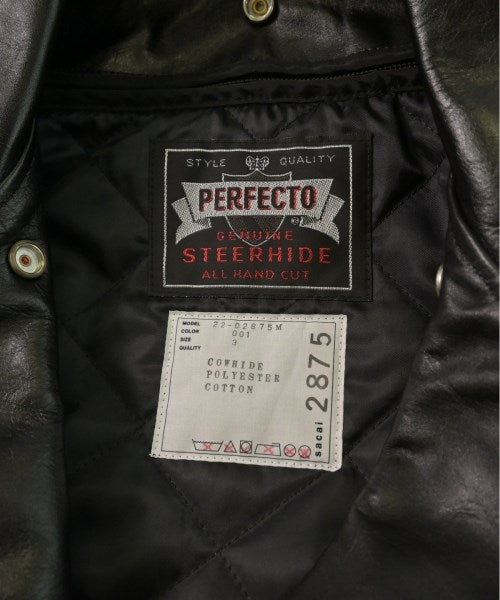 STYLE QUALITY
PERFECTO
®
GENUINE
STEERHIDE
ALL HAND CUT
MODEL 22-02875M
COLOR 001
SIZE 3
QUALITY
COWHIDE
POLYESTER
COTTON
sacai 2875